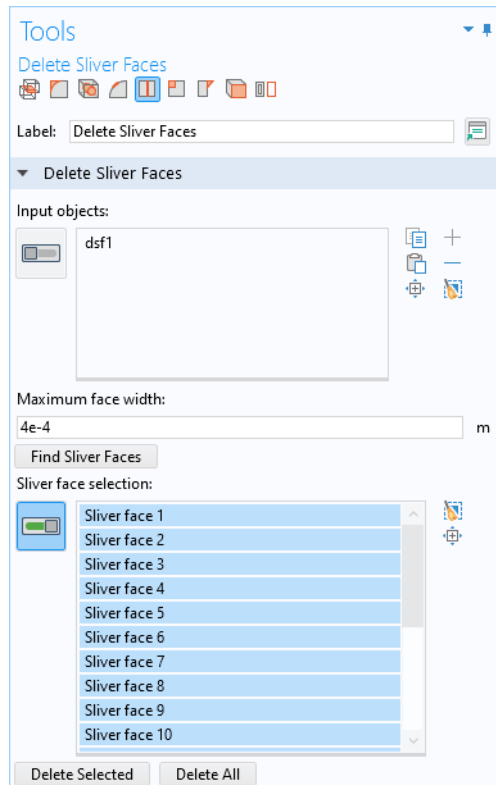 Tools
Delete Sliver Faces
Label: Delete Sliver Faces
Delete Sliver Faces
Input objects:
dsf1
Maximum face width:
4e-4 m
Find Sliver Faces
Sliver face selection:
Sliver face 1
Sliver face 2
Sliver face 3
Sliver face 4
Sliver face 5
Sliver face 6
Sliver face 7
Sliver face 8
Sliver face 9
Sliver face 10
Delete Selected Delete All